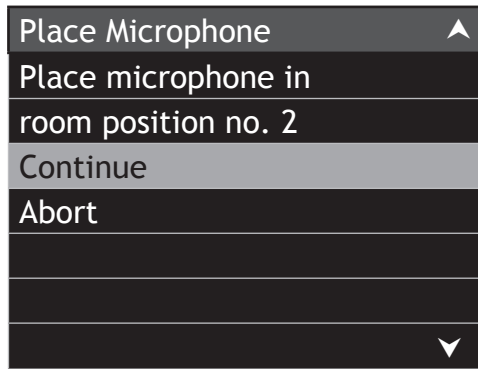 Place Microphone
Place microphone in
room position no. 2
Continue
Abort